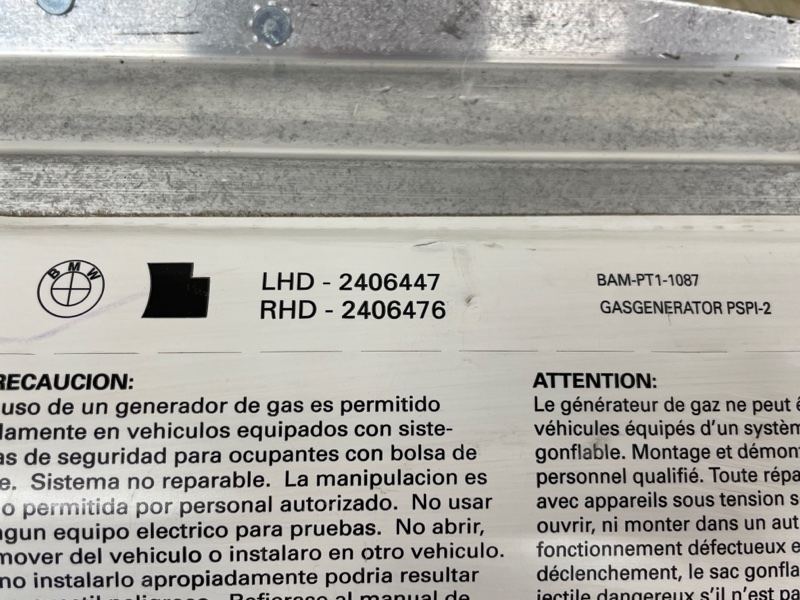 BMW
LHD - 2406447
RHD - 2406476
BAM-PT1-1087
GASGENERATOR PSPI-2
RECAUCION:
uso de un generador de gas es permitido
lamente en vehiculos equipados con siste-
as de seguridad para ocupantes con bolsa de
e. Sistema no reparable. La manipulacion es
o permitida por personal autorizado. No usar
ngun equipo electrico para pruebas. No abrir,
mover del vehiculo o instalaro en otro vehiculo.
no instalarlo apropiadamente podria resultar
peligroso. Refierase al manual de
ATTENTION:
Le générateur de gaz ne peut ê
véhicules équipés d'un systèm
gonflable. Montage et démon
personnel qualifié. Toute répa
avec appareils sous tension s
ouvrir, ni monter dans un aut
fonctionnement défectueux e
déclenchement, le sac gonfla
jectile dangereux s'il n'est pa